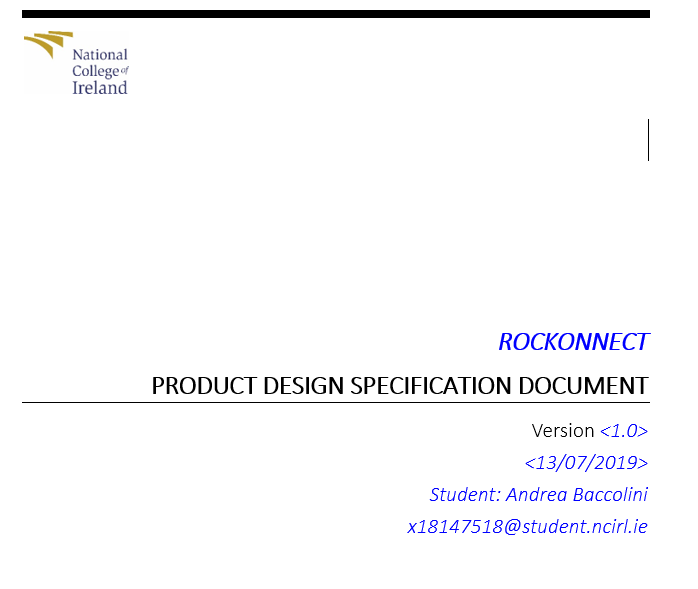 National
College of
Ireland
ROCKONNECT
PRODUCT DESIGN SPECIFICATION DOCUMENT
Version <1.0>
<13/07/2019>
Student: Andrea Baccolini
x18147518@student.ncirl.ie